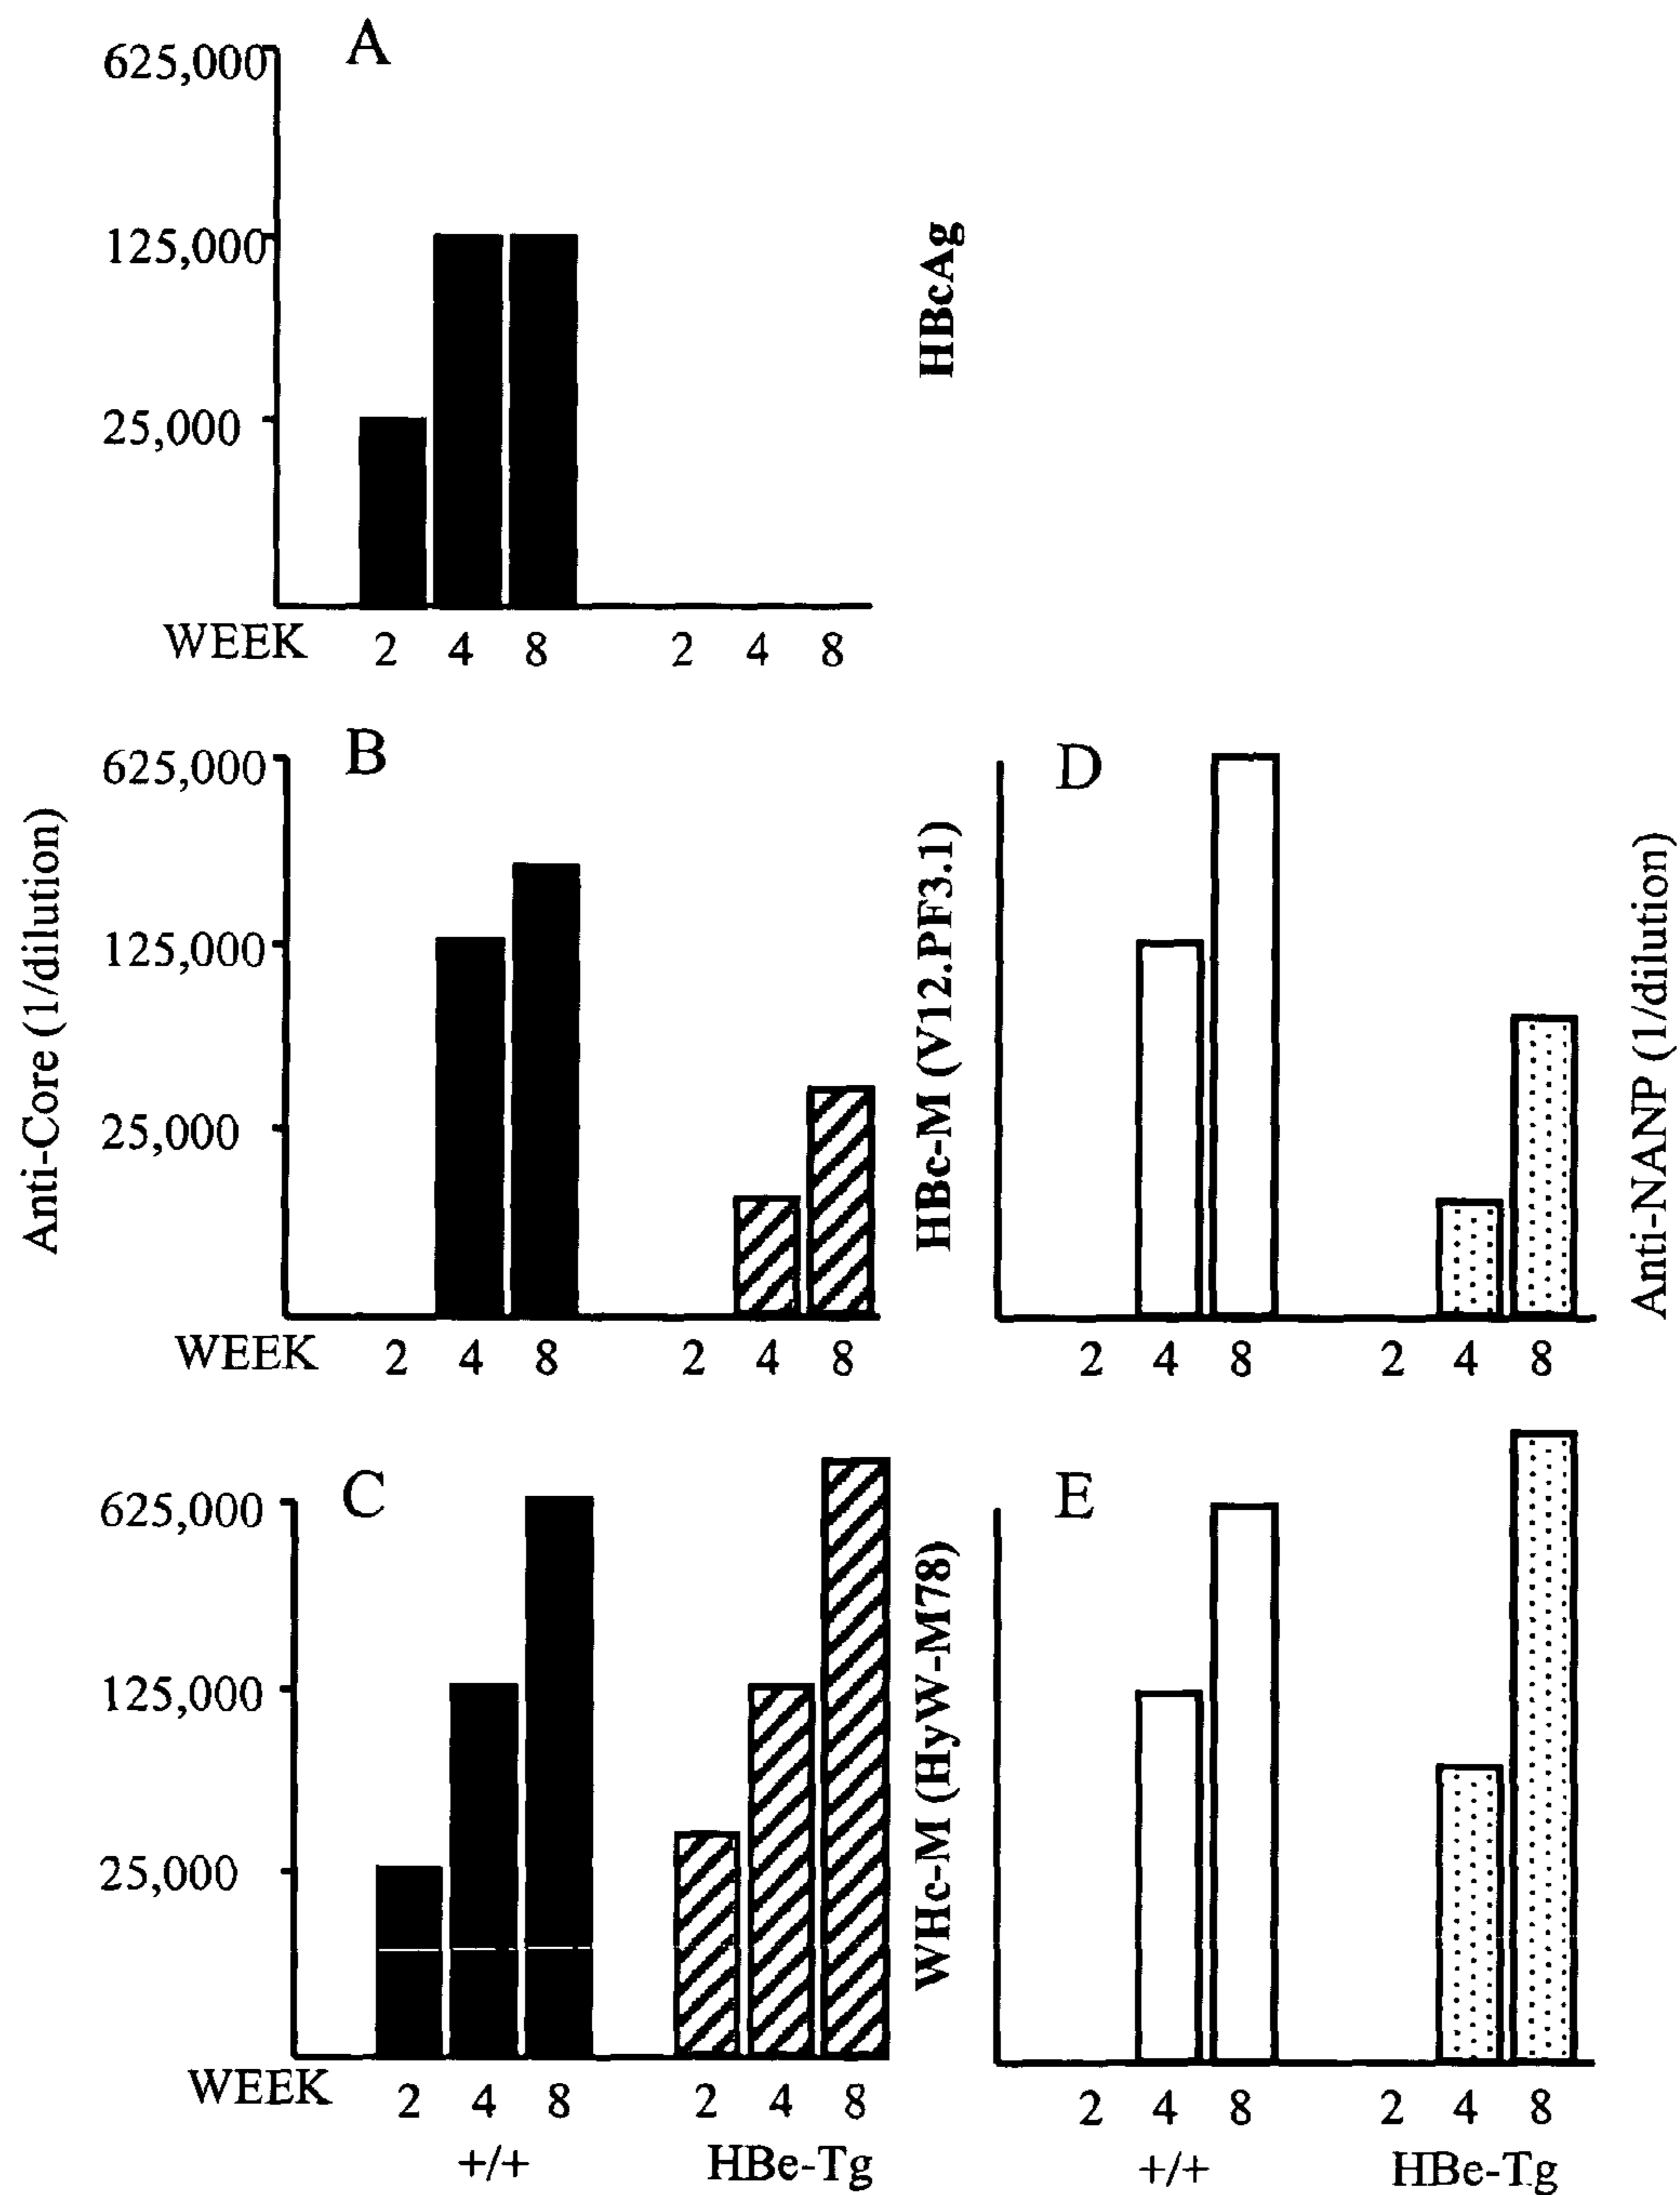 A
625,000
125,000
25,000
HBcAg
WEEK 2 4 8 2 4 8
Anti-Core (1/dilution)
B
625,000
125,000
25,000
WEEK 2 4 8 2 4 8
HBc-M (V12.PF3.1)
D
2 4 8 2 4 8
Anti-NANP (1/dilution)
C
625,000
125,000
25,000
WEEK 2 4 8 2 4 8
+/+ HBe-Tg
WHc-M (HyW-M78)
E
2 4 8 2 4 8
+/+ HBe-Tg